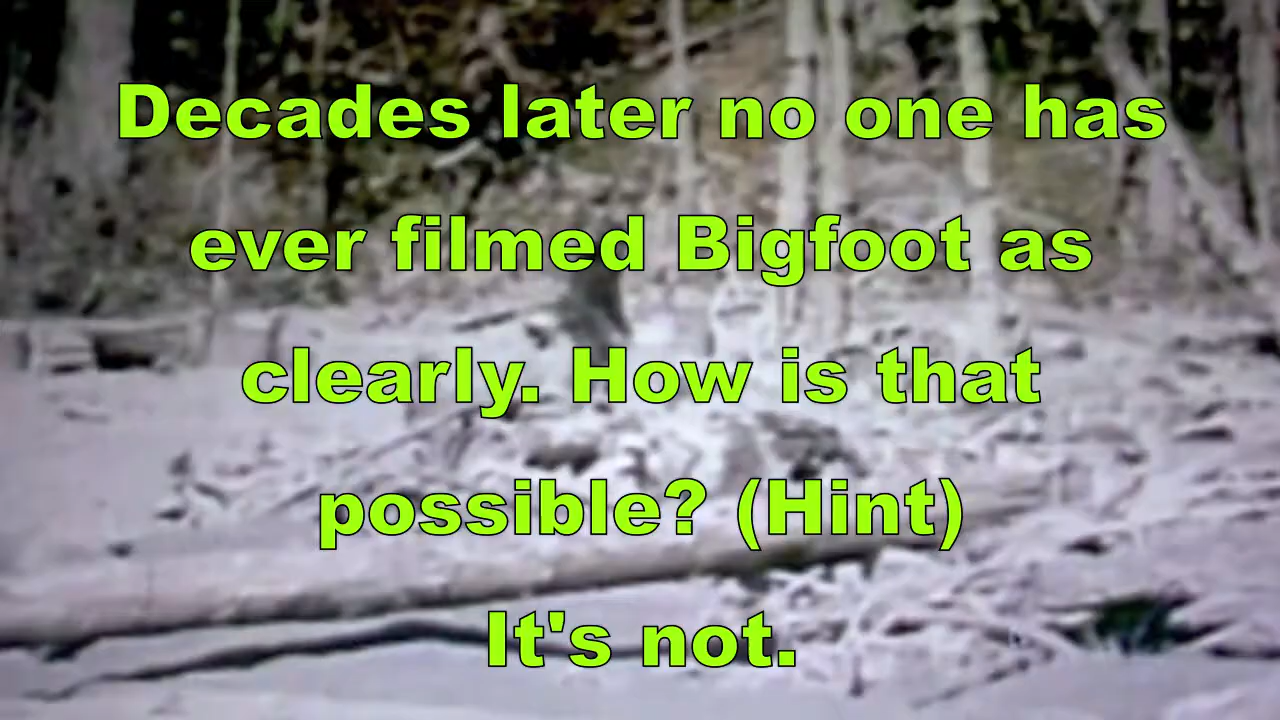 Decades later no one has
ever filmed Bigfoot as
clearly. How is that
possible? (Hint)
It's not.